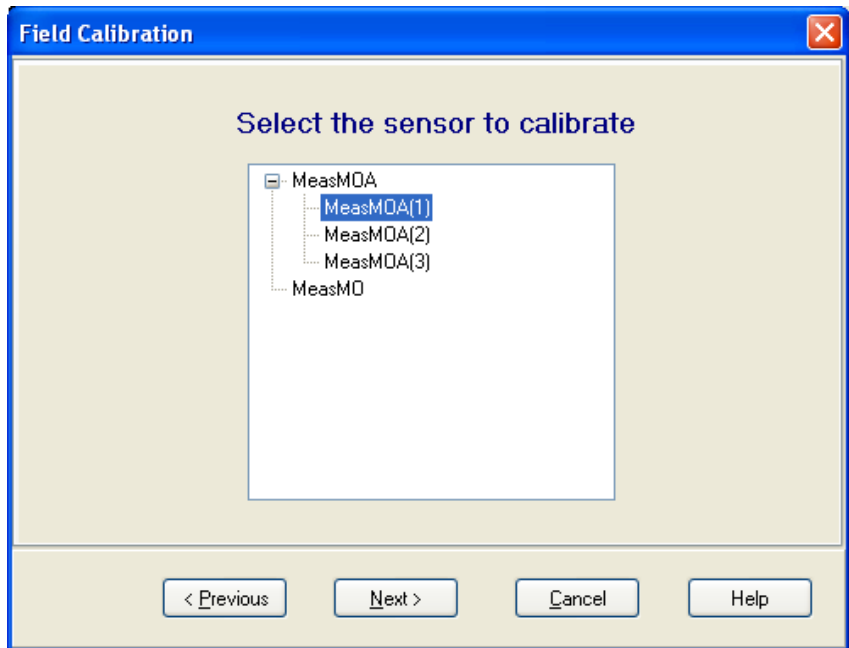 Field Calibration
Select the sensor to calibrate
MeasMOA
MeasMOA(1)
MeasMOA(2)
MeasMOA(3)
MeasMO
< Previous Next > Cancel Help